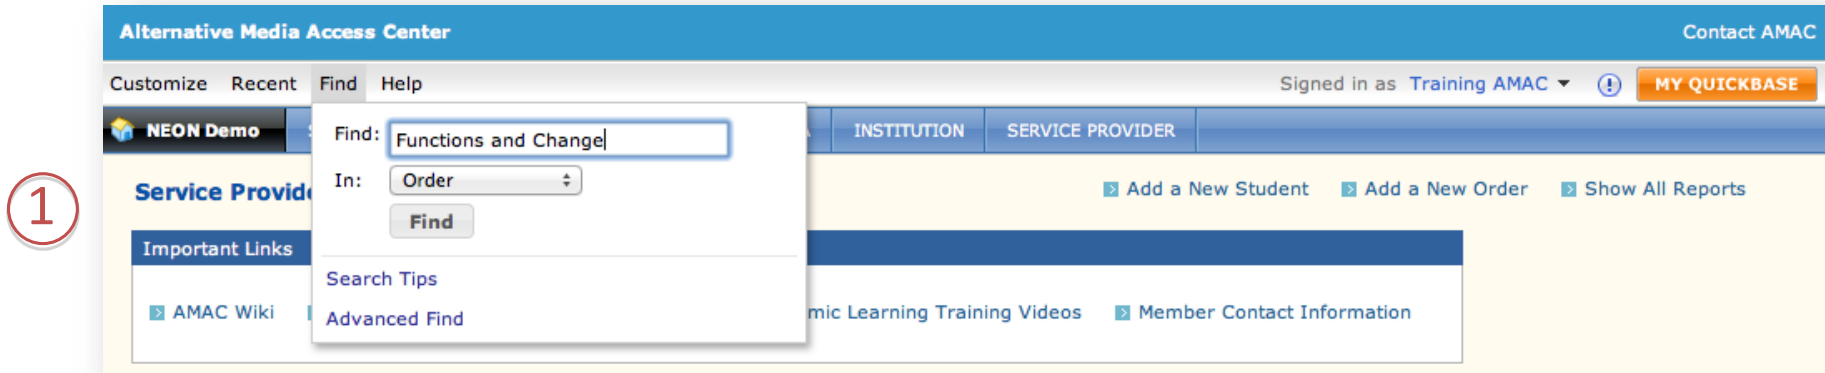 Alternative Media Access Center
Contact AMAC
Customize Recent Find Help
Signed in as Training AMAC
MY QUICKBASE
NEON Demo
INSTITUTION
SERVICE PROVIDER
Find: Functions and Change
In: Order
Find
Search Tips
Advanced Find
1
Service Provid
Add a New Student
Add a New Order
Show All Reports
Important Links
AMAC Wiki
mic Learning Training Videos
Member Contact Information